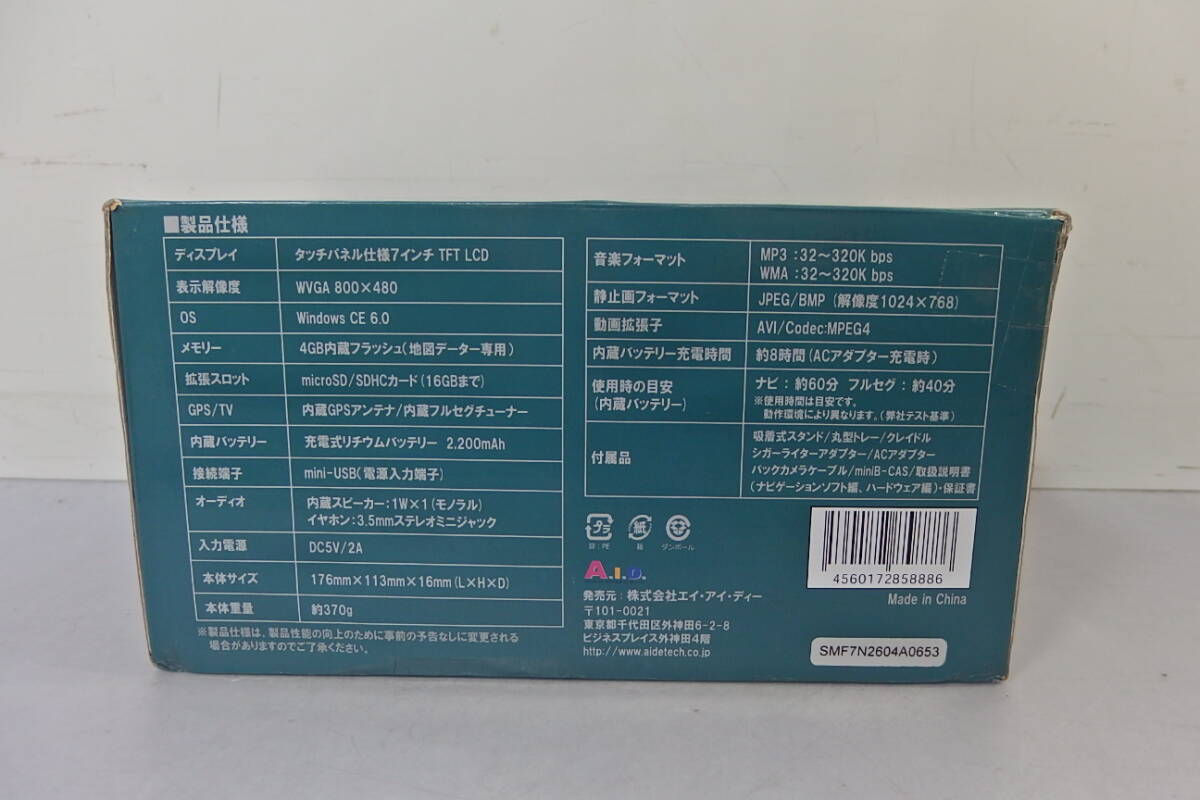 ■製品仕様
ディスプレイ タッチパネル仕様7インチ TFT LCD
表示解像度 WVGA 800×480
OS Windows CE 6.0
メモリー 4GB内蔵フラッシュ(地図データー専用)
拡張スロット microSD/SDHCカード(16GBまで)
GPS/TV 内蔵GPSアンテナ/内蔵フルセグチューナー
内蔵バッテリー 充電式リチウムバッテリー 2.200mAh
接続端子 mini-USB(電源入力端子)
オーディオ 内蔵スピーカー:1W×1(モノラル)
イヤホン:3.5mmステレオミニジャック
入力電源 DC5V/2A
本体サイズ 176mm×113mm×16mm(L×H×D)
本体重量 約370g
※製品仕様は、製品性能の向上のために事前の予告なしに変更される
場合がありますのでご了承ください。
音楽フォーマット MP3 :32～320K bps
WMA :32～320K bps
静止画フォーマット JPEG/BMP (解像度1024×768)
動画拡張子 AVI/Codec:MPEG4
内蔵バッテリー充電時間 約8時間(ACアダプター充電時)
使用時の目安 ナビ:約60分 フルセグ:約40分
(内蔵バッテリー) ※使用時間は目安です。
動作環境により異なります。(弊社テスト基準)
付属品 吸着式スタンド/丸型トレー/クレイドル
シガーライターアダプター/ACアダプター
バックカメラケーブル/miniB-CAS/取扱説明書
(ナビゲーションソフト編、ハードウェア編)・保証書
プラ 紙
袋:PE 箱 ダンボール
A.I.D.
発売元:株式会社エイ・アイ・ディー
〒101-0021
東京都千代田区外神田6-2-8
ビジネスプレイス外神田4階
http://www.aidetech.co.jp
4560172858886
Made in China
SMF7N2604A0653